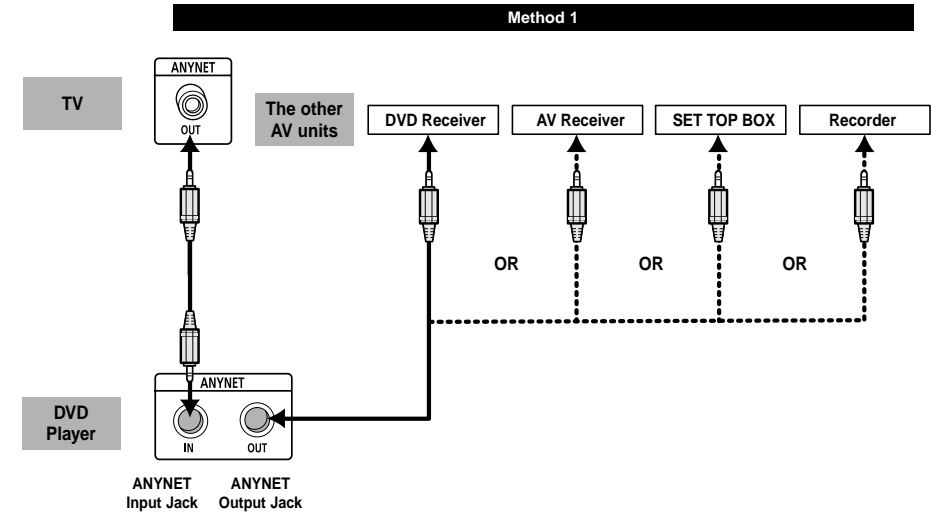 Method 1
ANYNET
TV
OUT
The other
AV units
DVD Receiver
AV Receiver
SET TOP BOX
Recorder
OR
OR
OR
ANYNET
DVD
Player
IN
OUT
ANYNET
Input Jack
ANYNET
Output Jack